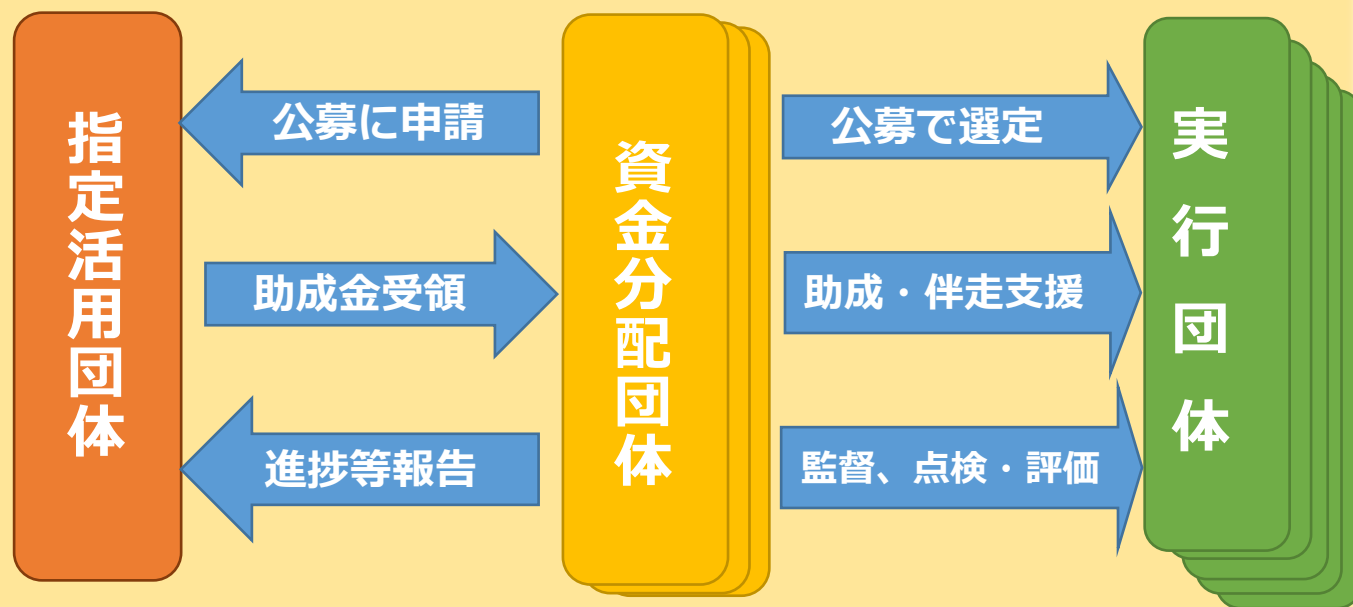 指定活用団体
公募に申請
助成金受領
進捗等報告
資金分配団体
公募で選定
助成・伴走支援
監督、点検・評価
実行団体